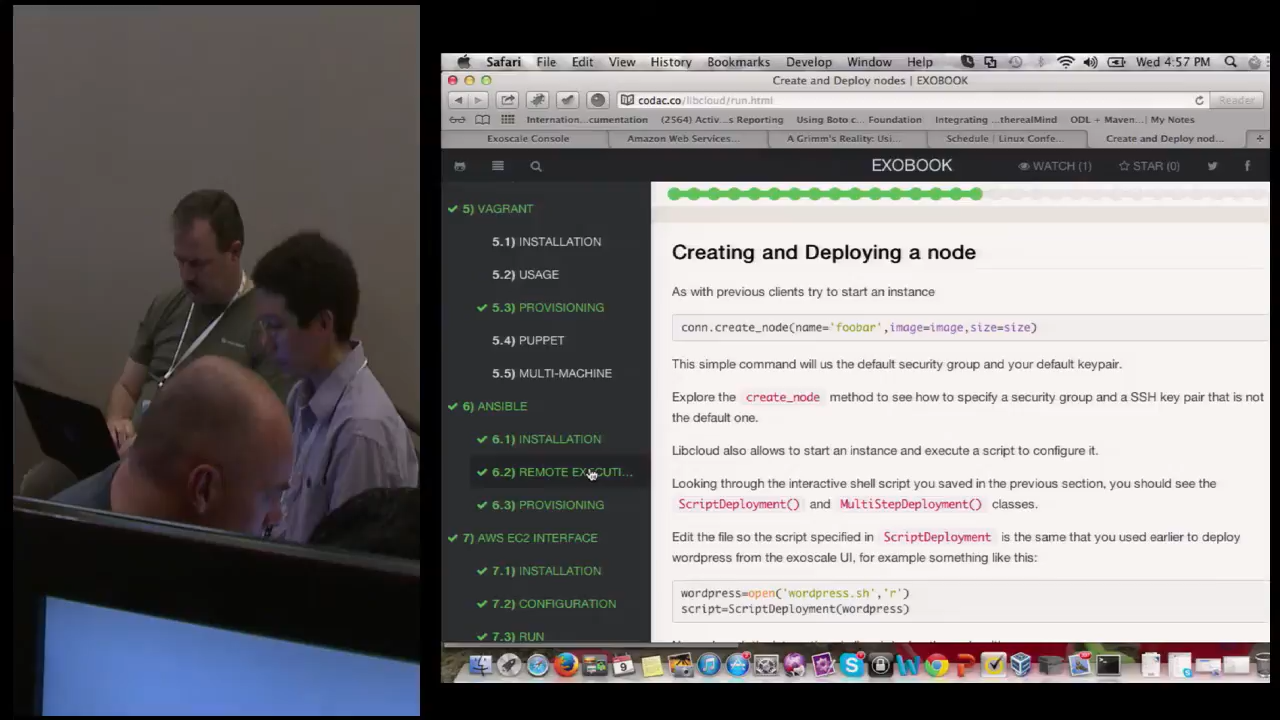 Safari File Edit View History Bookmarks Develop Window Help Wed 4:57 PM
Create and Deploy nodes | EXOBOOK
codac.co/libcloud/run.html
Reader
Internation...cumentation (2564) Activ...s Reporting Using Boto c... Foundation Integrating ...therealMind ODL + Maven...| My Notes
Exoscale Console Amazon Web Services... A Grimm's Reality: Usi... Schedule | Linux Confe... Create and Deploy nod...
EXOBOOK WATCH (1) STAR (0)
5) VAGRANT
5.1) INSTALLATION
5.2) USAGE
5.3) PROVISIONING
5.4) PUPPET
5.5) MULTI-MACHINE
6) ANSIBLE
6.1) INSTALLATION
6.2) REMOTE EXECUTI...
6.3) PROVISIONING
7) AWS EC2 INTERFACE
7.1) INSTALLATION
7.2) CONFIGURATION
7.3) RUN
Creating and Deploying a node
As with previous clients try to start an instance
conn.create_node(name='foobar',image=image,size=size)
This simple command will us the default security group and your default keypair.
Explore the create_node method to see how to specify a security group and a SSH key pair that is not
the default one.
Libcloud also allows to start an instance and execute a script to configure it.
Looking through the interactive shell script you saved in the previous section, you should see the
ScriptDeployment() and MultiStepDeployment() classes.
Edit the file so the script specified in ScriptDeployment is the same that you used earlier to deploy
wordpress from the exoscale UI, for example something like this:
wordpress=open('wordpress.sh','r')
script=ScriptDeployment(wordpress)